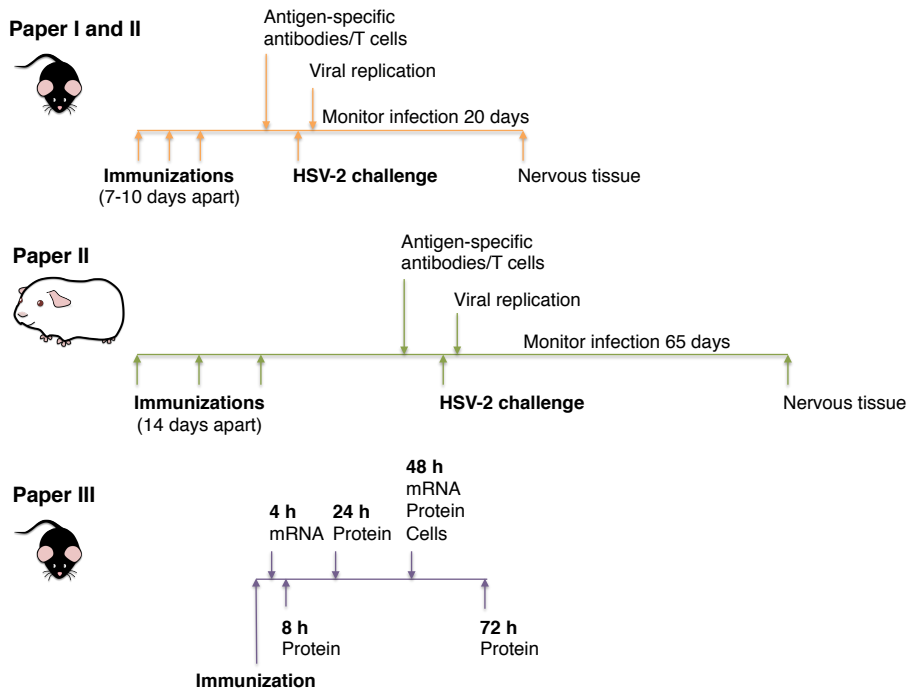 Paper I and II
Antigen-specific
antibodies/T cells
Viral replication
Monitor infection 20 days
Immunizations
(7-10 days apart)
HSV-2 challenge
Nervous tissue
Paper II
Antigen-specific
antibodies/T cells
Viral replication
Monitor infection 65 days
Immunizations
(14 days apart)
HSV-2 challenge
Nervous tissue
Paper III
4 h
mRNA
24 h
Protein
48 h
mRNA
Protein
Cells
8 h
Protein
72 h
Protein
Immunization